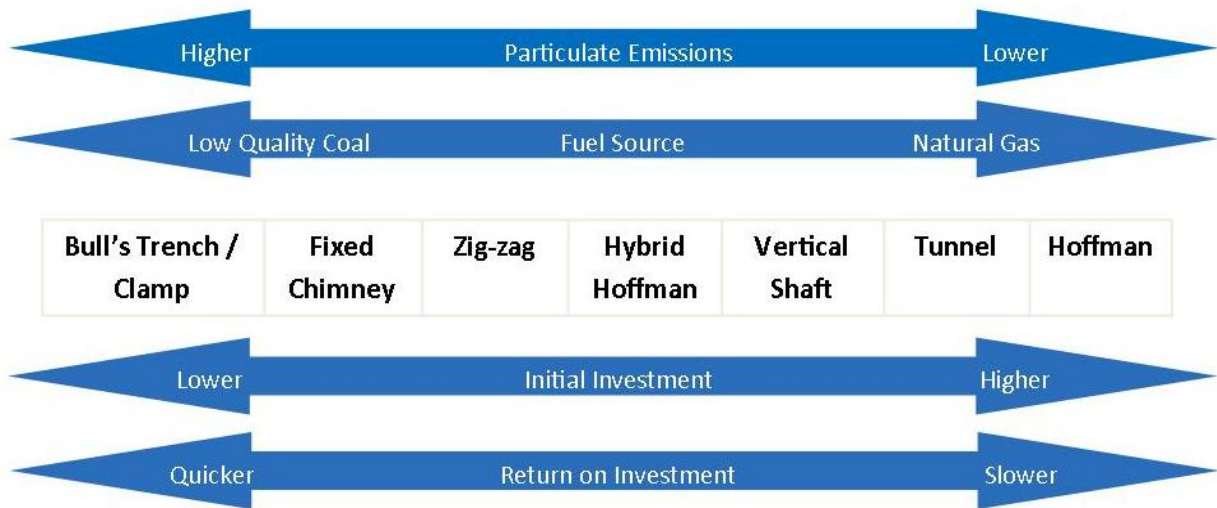 Higher Particulate Emissions Lower
Low Quality Coal Fuel Source Natural Gas
Bull’s Trench / Fixed Zig-zag Hybrid Vertical Tunnel Hoffman
Clamp Chimney Hoffman Shaft
Lower Initial Investment Higher
Quicker Return on Investment Slower